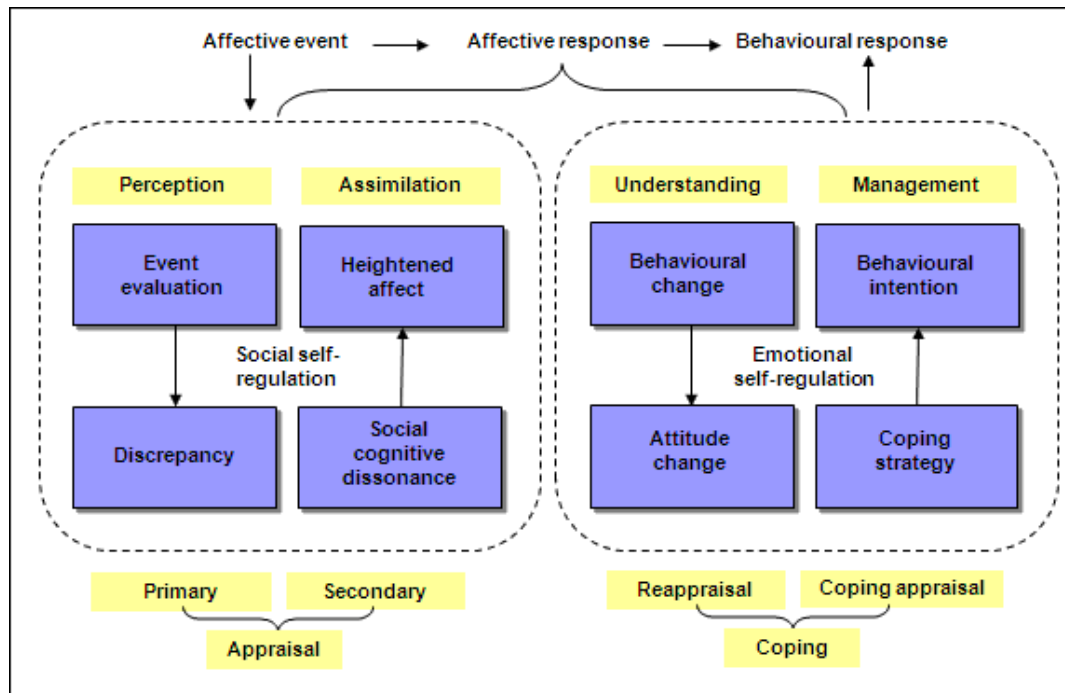 Affective event
Affective response
Behavioural response
Perception
Assimilation
Understanding
Management
Event
evaluation
Heightened
affect
Behavioural
change
Behavioural
intention
Social self-
regulation
Emotional
self-regulation
Discrepancy
Social
cognitive
dissonance
Attitude
change
Coping
strategy
Primary
Secondary
Reappraisal
Coping appraisal
Appraisal
Coping